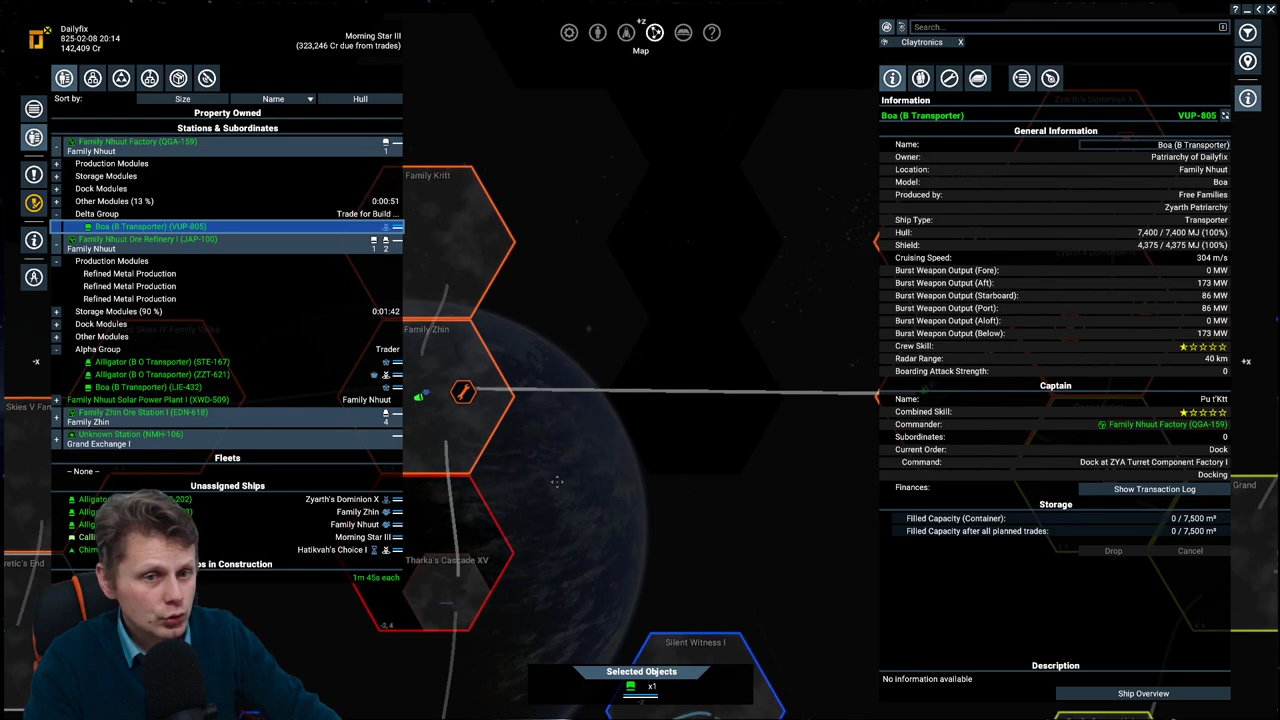 Dailyfix
825-02-08 20:14
142,409 Cr
Morning Star III
(323,246 Cr due from trades)
+z
Map
Search...
Claytronics X
Sort by:
Size
Name
Hull
Property Owned
Stations & Subordinates
Family Nhuut Factory (QGA-159)
Family Nhuut
1
Production Modules
Storage Modules
Dock Modules
Other Modules (13 %)
0:00:51
Delta Group
Trade for Build ...
Boa (B Transporter) (VUP-805)
Family Nhuut Ore Refinery I (JAP-100)
Family Nhuut
1 2
Production Modules
Refined Metal Production
Refined Metal Production
Refined Metal Production
Storage Modules (90 %)
0:01:42
Dock Modules
Other Modules
Alpha Group
Trader
Alligator (B O Transporter) (STE-167)
Alligator (B O Transporter) (ZZT-621)
Boa (B Transporter) (LIE-432)
Family Nhuut Solar Power Plant I (XWD-509)
Family Nhuut
Family Zhin Ore Station I (EDN-618)
Family Zhin
4
Unknown Station (NMH-106)
Grand Exchange I
Fleets
-- None --
Unassigned Ships
Zyarth's Dominion X
Family Zhin
Family Nhuut
Morning Star III
Hatikvah's Choice I
in Construction
1m 45s each
-x
Family Kritt
Family Zhin
Tharka's Cascade XV
-2, 4
Silent Witness I
Selected Objects
x1
Zyarth's Dominion X
+x
Grand
Information
Boa (B Transporter)
VUP-805
General Information
Name:
Boa (B Transporter)
Owner:
Patriarchy of Dailyfix
Location:
Family Nhuut
Model:
Boa
Produced by:
Free Families
Zyarth Patriarchy
Ship Type:
Transporter
Hull:
7,400 / 7,400 MJ (100%)
Shield:
4,375 / 4,375 MJ (100%)
Cruising Speed:
304 m/s
Burst Weapon Output (Fore):
0 MW
Burst Weapon Output (Aft):
173 MW
Burst Weapon Output (Starboard):
86 MW
Burst Weapon Output (Port):
86 MW
Burst Weapon Output (Aloft):
0 MW
Burst Weapon Output (Below):
173 MW
Crew Skill:
Radar Range:
40 km
Boarding Attack Strength:
0
Captain
Name:
Pu t'Ktt
Combined Skill:
Commander:
Family Nhuut Factory (QGA-159)
Subordinates:
0
Current Order:
Dock
Command:
Dock at ZYA Turret Component Factory I
Docking
Finances:
Show Transaction Log
Storage
Filled Capacity (Container):
0 / 7,500 m³
Filled Capacity after all planned trades:
0 / 7,500 m³
Drop
Cancel
Description
No information available
Ship Overview